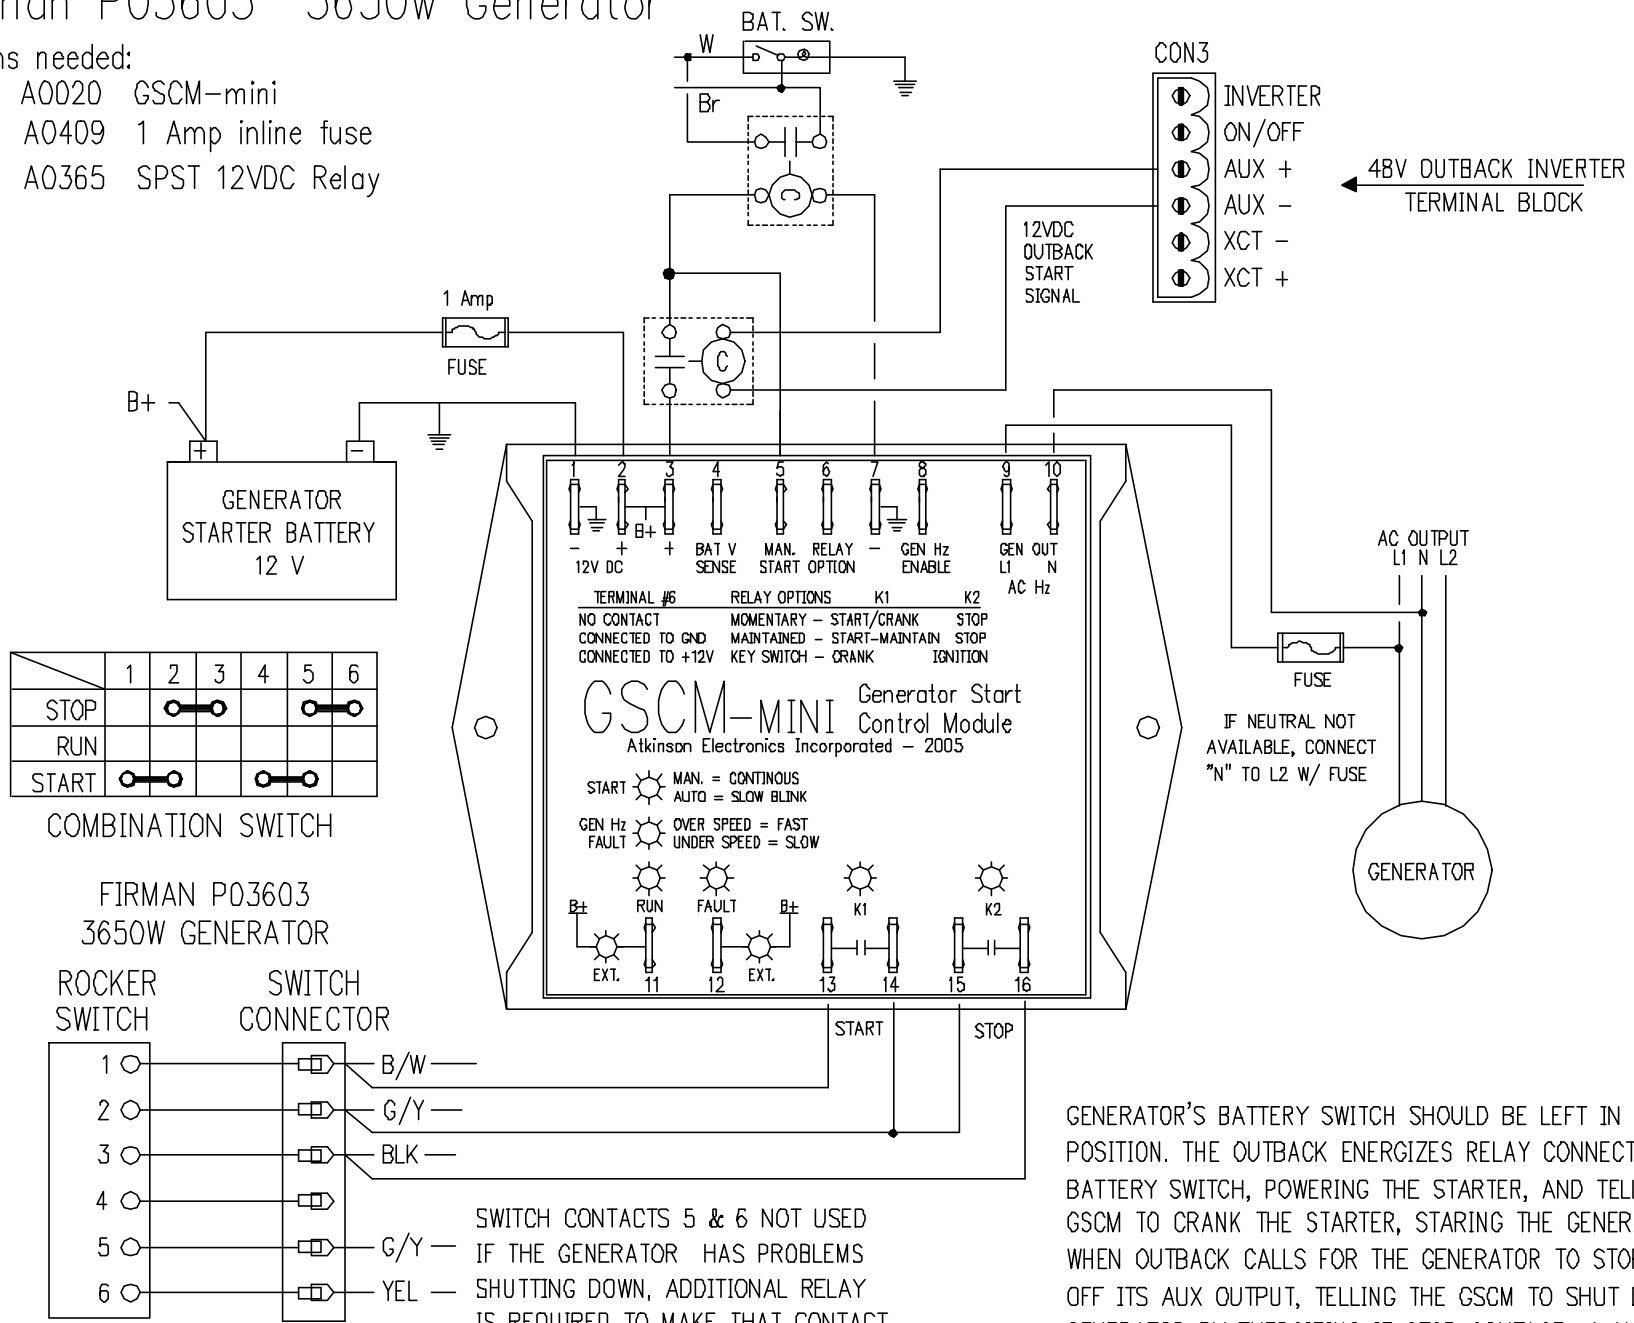 P03603 3650W Generator
needed:
A0020 GSCM-mini
A0409 1 Amp inline fuse
A0365 SPST 12VDC Relay
BAT. SW.
W
Br
CON3
INVERTER
ON/OFF
AUX +
AUX -
XCT -
XCT +
48V OUTBACK INVERTER
TERMINAL BLOCK
12VDC
OUTBACK
START
SIGNAL
C
C
1 Amp
FUSE
B+
+ -
GENERATOR
STARTER BATTERY
12 V
1 2 3 4 5 6 7 8 9 10
B+
- + + BAT V MAN. RELAY - GEN Hz GEN OUT
12V DC SENSE START OPTION ENABLE L1 N
AC Hz
TERMINAL #6 RELAY OPTIONS K1 K2
NO CONTACT MOMENTARY - START/CRANK STOP
CONNECTED TO GND MAINTAINED - START-MAINTAIN STOP
CONNECTED TO +12V KEY SWITCH - CRANK IGNITION
GSCM-MINI Generator Start
Control Module
Atkinson Electronics Incorporated - 2005
START MAN. = CONTINOUS
AUTO = SLOW BLINK
GEN Hz OVER SPEED = FAST
FAULT UNDER SPEED = SLOW
B+ RUN FAULT B+ K1 K2
EXT. 11 12 EXT. 13 14 15 16
START STOP
AC OUTPUT
L1 N L2
FUSE
IF NEUTRAL NOT
AVAILABLE, CONNECT
"N" TO L2 W/ FUSE
GENERATOR
1 2 3 4 5 6
STOP
RUN
START
COMBINATION SWITCH
FIRMAN P03603
3650W GENERATOR
ROCKER SWITCH
SWITCH CONNECTOR
1 B/W
2 G/Y
3 BLK
4
5 G/Y
6 YEL
SWITCH CONTACTS 5 & 6 NOT USED
IF THE GENERATOR HAS PROBLEMS
SHUTTING DOWN, ADDITIONAL RELAY
IS REQUIRED TO MAKE THAT CONTACT
GENERATOR'S BATTERY SWITCH SHOULD BE LEFT IN
POSITION. THE OUTBACK ENERGIZES RELAY CONNECT
BATTERY SWITCH, POWERING THE STARTER, AND TELL
GSCM TO CRANK THE STARTER, STARING THE GENER
WHEN OUTBACK CALLS FOR THE GENERATOR TO STO
OFF ITS AUX OUTPUT, TELLING THE GSCM TO SHUT